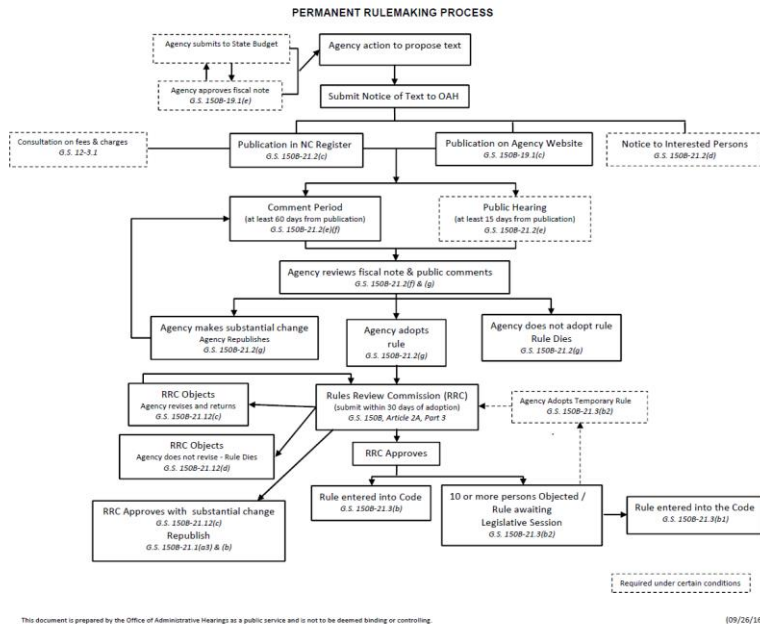 PERMANENT RULEMAKING PROCESS
Agency submits to State Budget
Agency action to propose text
Agency approves fiscal note
G.S. 150B-19.1(e)
Submit Notice of Text to OAH
Consultation on fees & charges
G.S. 12-3.1
Publication in NC Register
G.S. 150B-21.2(c)
Publication on Agency Website
G.S. 150B-19.1(c)
Notice to Interested Persons
G.S. 150B-21.2(d)
Comment Period
(at least 60 days from publication)
G.S. 150B-21.2(e)(f)
Public Hearing
(at least 15 days from publication)
G.S. 150B-21.2(e)
Agency reviews fiscal note & public comments
G.S. 150B-21.2(f) & (g)
Agency makes substantial change
Agency Republishes
G.S. 150B-21.2(g)
Agency adopts
rule
G.S. 150B-21.2(g)
Agency does not adopt rule
Rule Dies
G.S. 150B-21.2(g)
RRC Objects
Agency revises and returns
G.S. 150B-21.12(c)
Rules Review Commission (RRC)
(submit within 30 days of adoption)
G.S. 150B, Article 2A, Part 3
Agency Adopts Temporary Rule
G.S. 150B-21.3(b2)
RRC Objects
Agency does not revise - Rule Dies
G.S. 150B-21.12(d)
RRC Approves
RRC Approves with substantial change
G.S. 150B-21.12(c)
Republish
G.S. 150B-21.1(a3) & (b)
Rule entered into Code
G.S. 150B-21.3(b)
10 or more persons Objected /
Rule awaiting
Legislative Session
G.S. 150B-21.3(b2)
Rule entered into the Code
G.S. 150B-21.3(b1)
Required under certain conditions
This document is prepared by the Office of Administrative Hearings as a public service and is not to be deemed binding or controlling.
(09/26/16